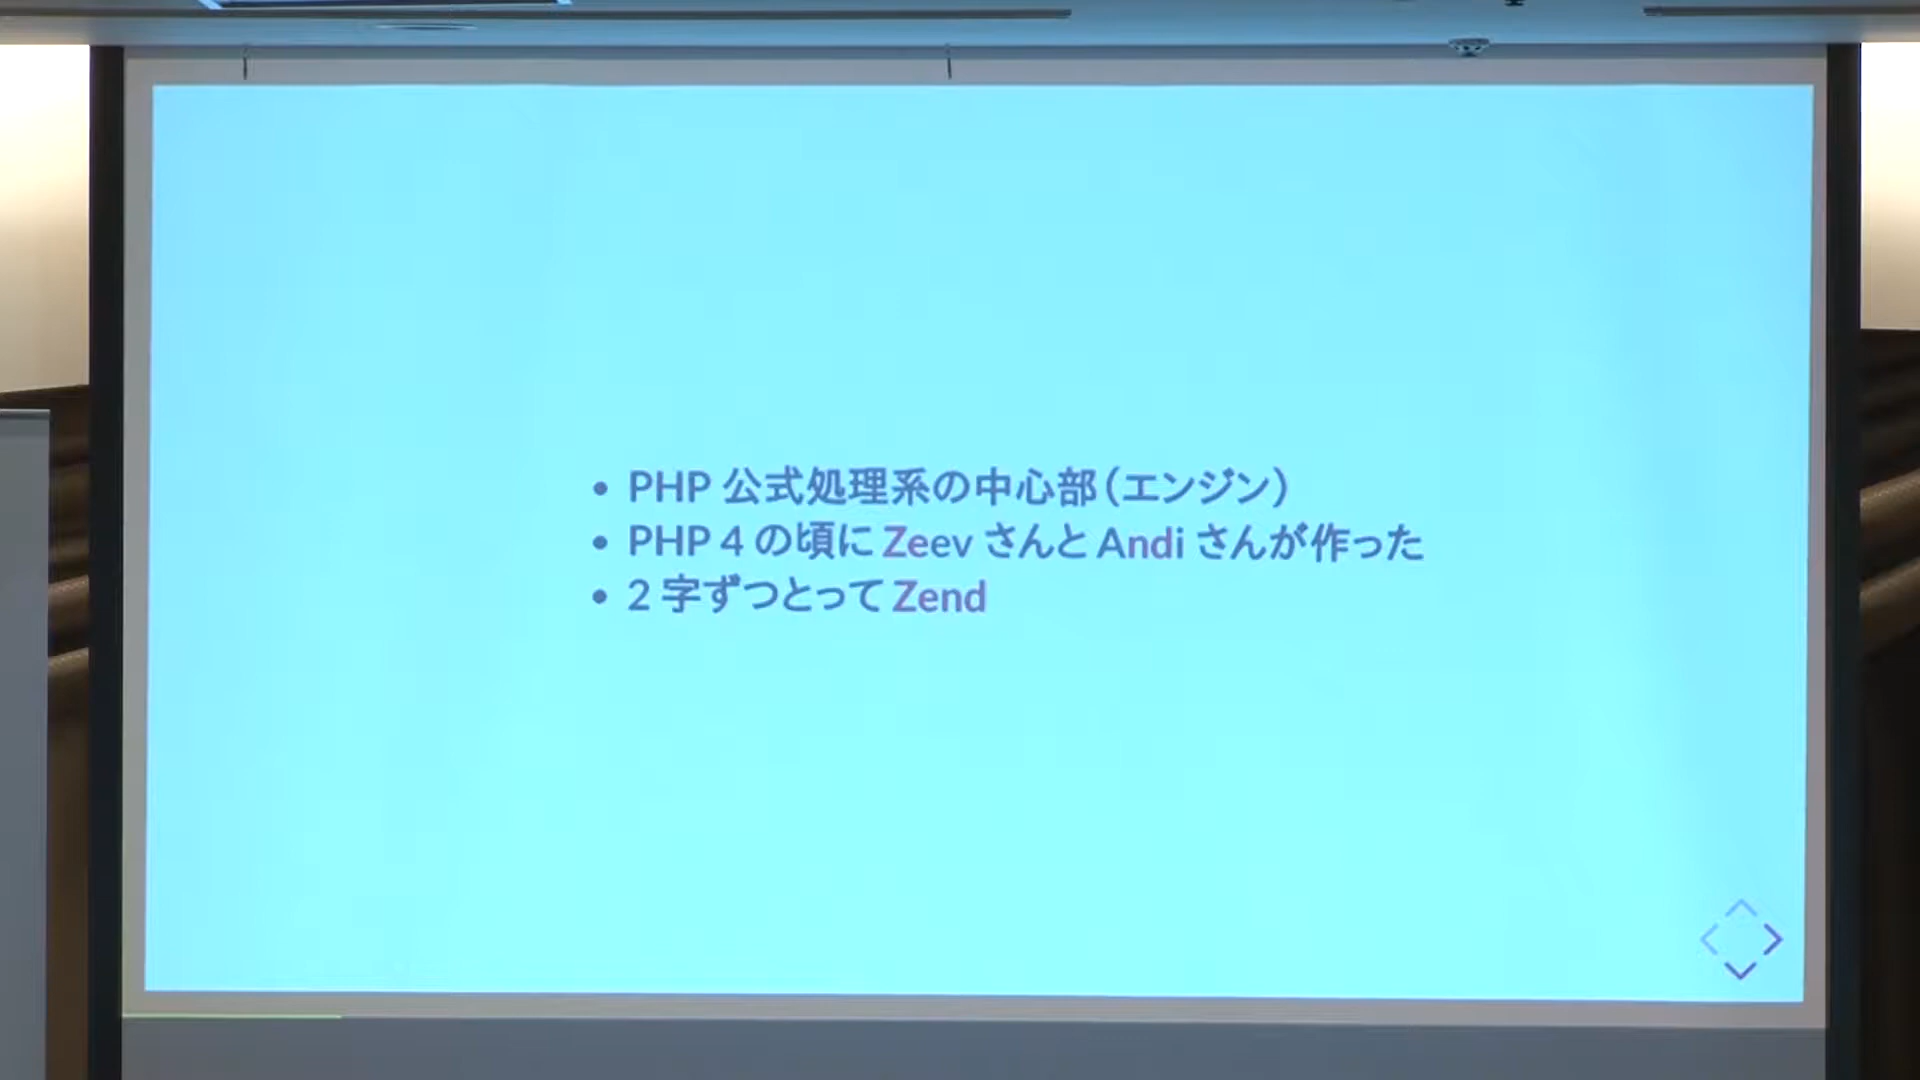 • PHP 公式処理系の中心部（エンジン）
• PHP 4 の頃に Zeev さんと Andi さんが作った
• 2 字ずつとって Zend